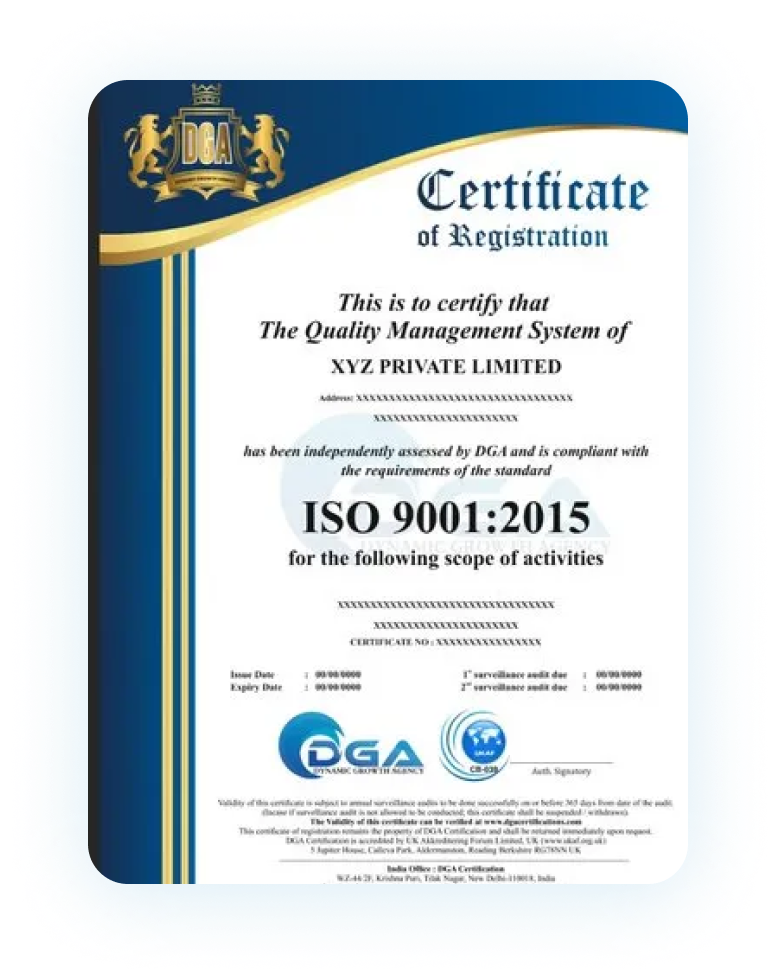 DGA
Certificate
of Registration
This is to certify that
The Quality Management System of
XYZ PRIVATE LIMITED
Address: XXXXXXXXXXXXXXXXXXXXXXXXXXXXXXXXX
XXXXXXXXXXXXXXXXXXXXXX
has been independently assessed by DGA and is compliant with
the requirements of the standard
ISO 9001:2015
DYNAMIC GROWTH AGENCY
for the following scope of activities
XXXXXXXXXXXXXXXXXXXXXXXXXXXXXXXXX
XXXXXXXXXXXXXXXXXXXXXX
CERTIFICATE NO : XXXXXXXXXXXXXXXX
Issue Date : 00/00/0000 1st surveillance audit due : 00/00/0000
Expiry Date : 00/00/0000 2nd surveillance audit due : 00/00/0000
DGA
DYNAMIC GROWTH AGENCY
UKAF
CB-038
Auth. Signatory
Validity of this certificate is subject to annual surveillance audits to be done successfully on or before 365 days from date of the audit.
(Incase if surveillance audit is not allowed to be conducted; this certificate shall be suspended / withdrawn).
The Validity of this certificate can be verified at www.dgacertifications.com
This certificate of registration remains the property of DGA Certification and shall be returned immediately upon request.
DGA Certification is accredited by UK Akkreditering Forum Limited, UK (www.ukaf.org.uk)
5 Jupiter House, Calleva Park, Aldermanston, Reading Berkshire RG78NN UK
India Office : DGA Certification
WZ-44/2F, Krishna Puri, Tilak Nagar, New Delhi-110018, India